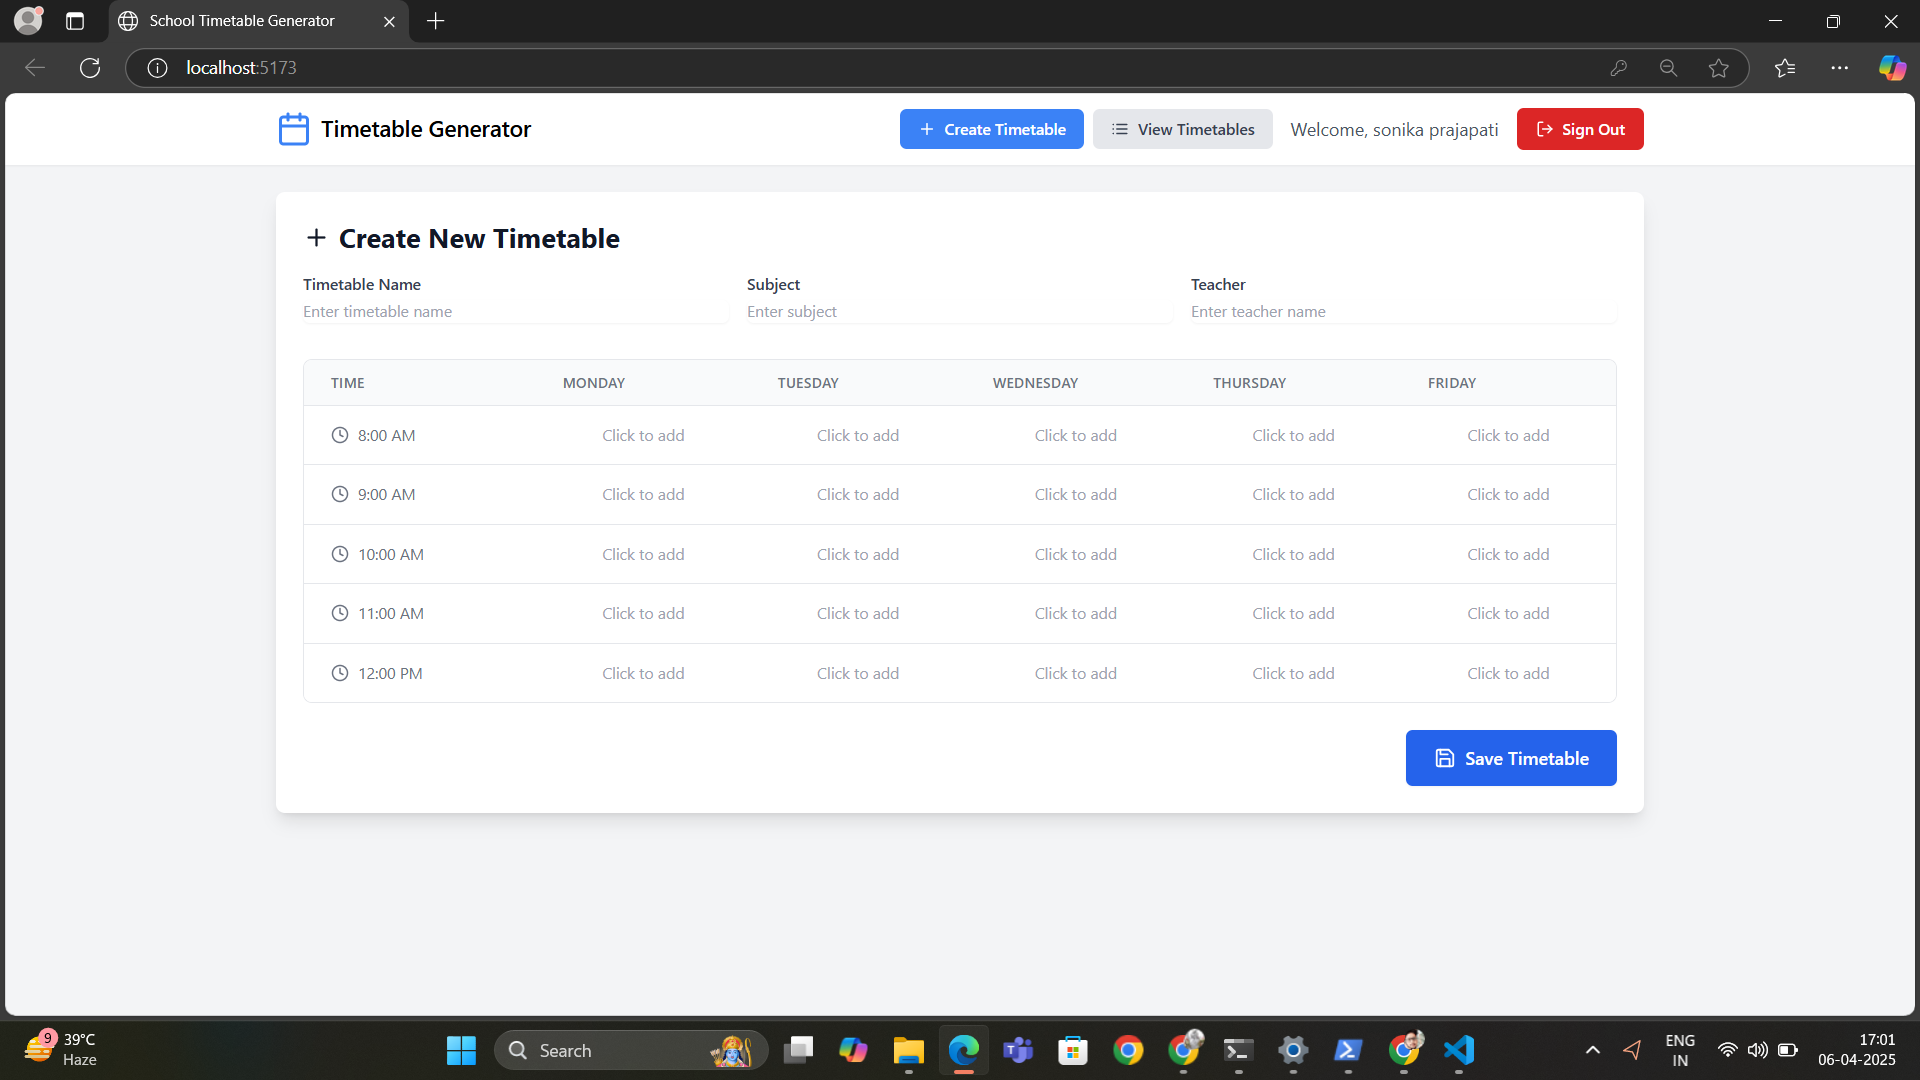 School Timetable Generator
localhost:5173
Timetable Generator
Create Timetable
View Timetables
Welcome, sonika prajapati
Sign Out
Create New Timetable
Timetable Name
Subject
Teacher
Enter timetable name
Enter subject
Enter teacher name
TIME MONDAY TUESDAY WEDNESDAY THURSDAY FRIDAY
8:00 AM Click to add Click to add Click to add Click to add Click to add
9:00 AM Click to add Click to add Click to add Click to add Click to add
10:00 AM Click to add Click to add Click to add Click to add Click to add
11:00 AM Click to add Click to add Click to add Click to add Click to add
12:00 PM Click to add Click to add Click to add Click to add Click to add
Save Timetable
9
39°C
Haze
Search
ENG
IN
17:01
06-04-2025